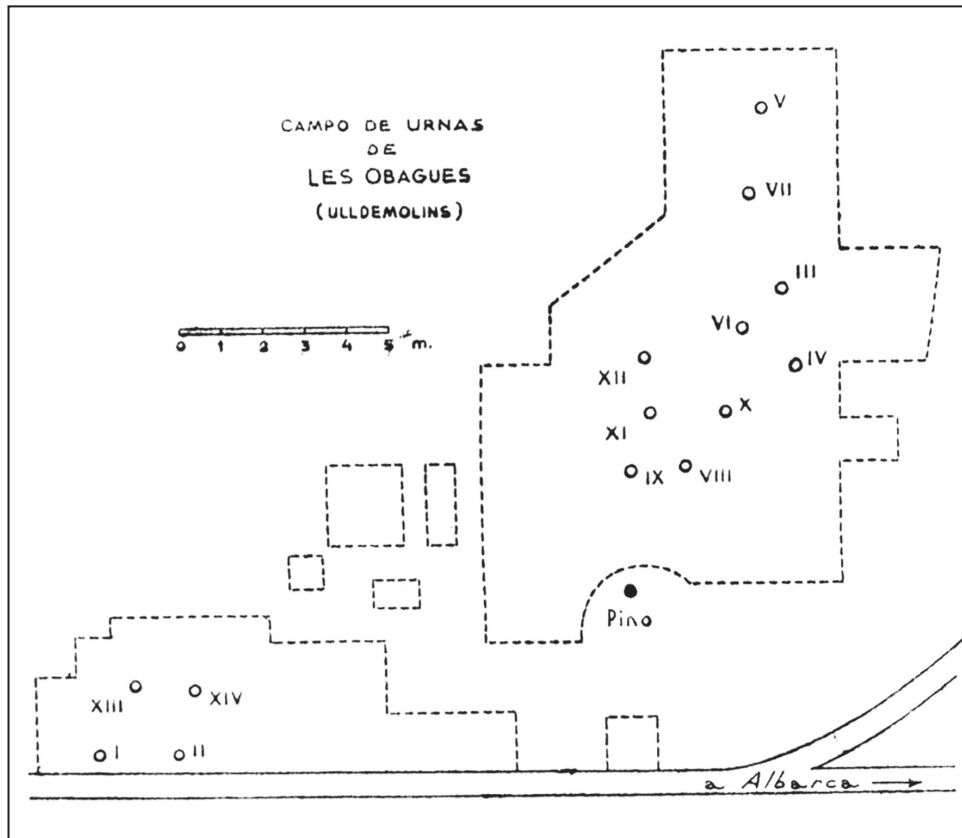 CAMPO DE URNAS
DE
LES OBAGUES
(ULLDEMOLINS)
0 1 2 3 4 5 m.
V
VII
III
VI
IV
XII
X
XI
IX VIII
Pino
XIII XIV
I II
a Albarca